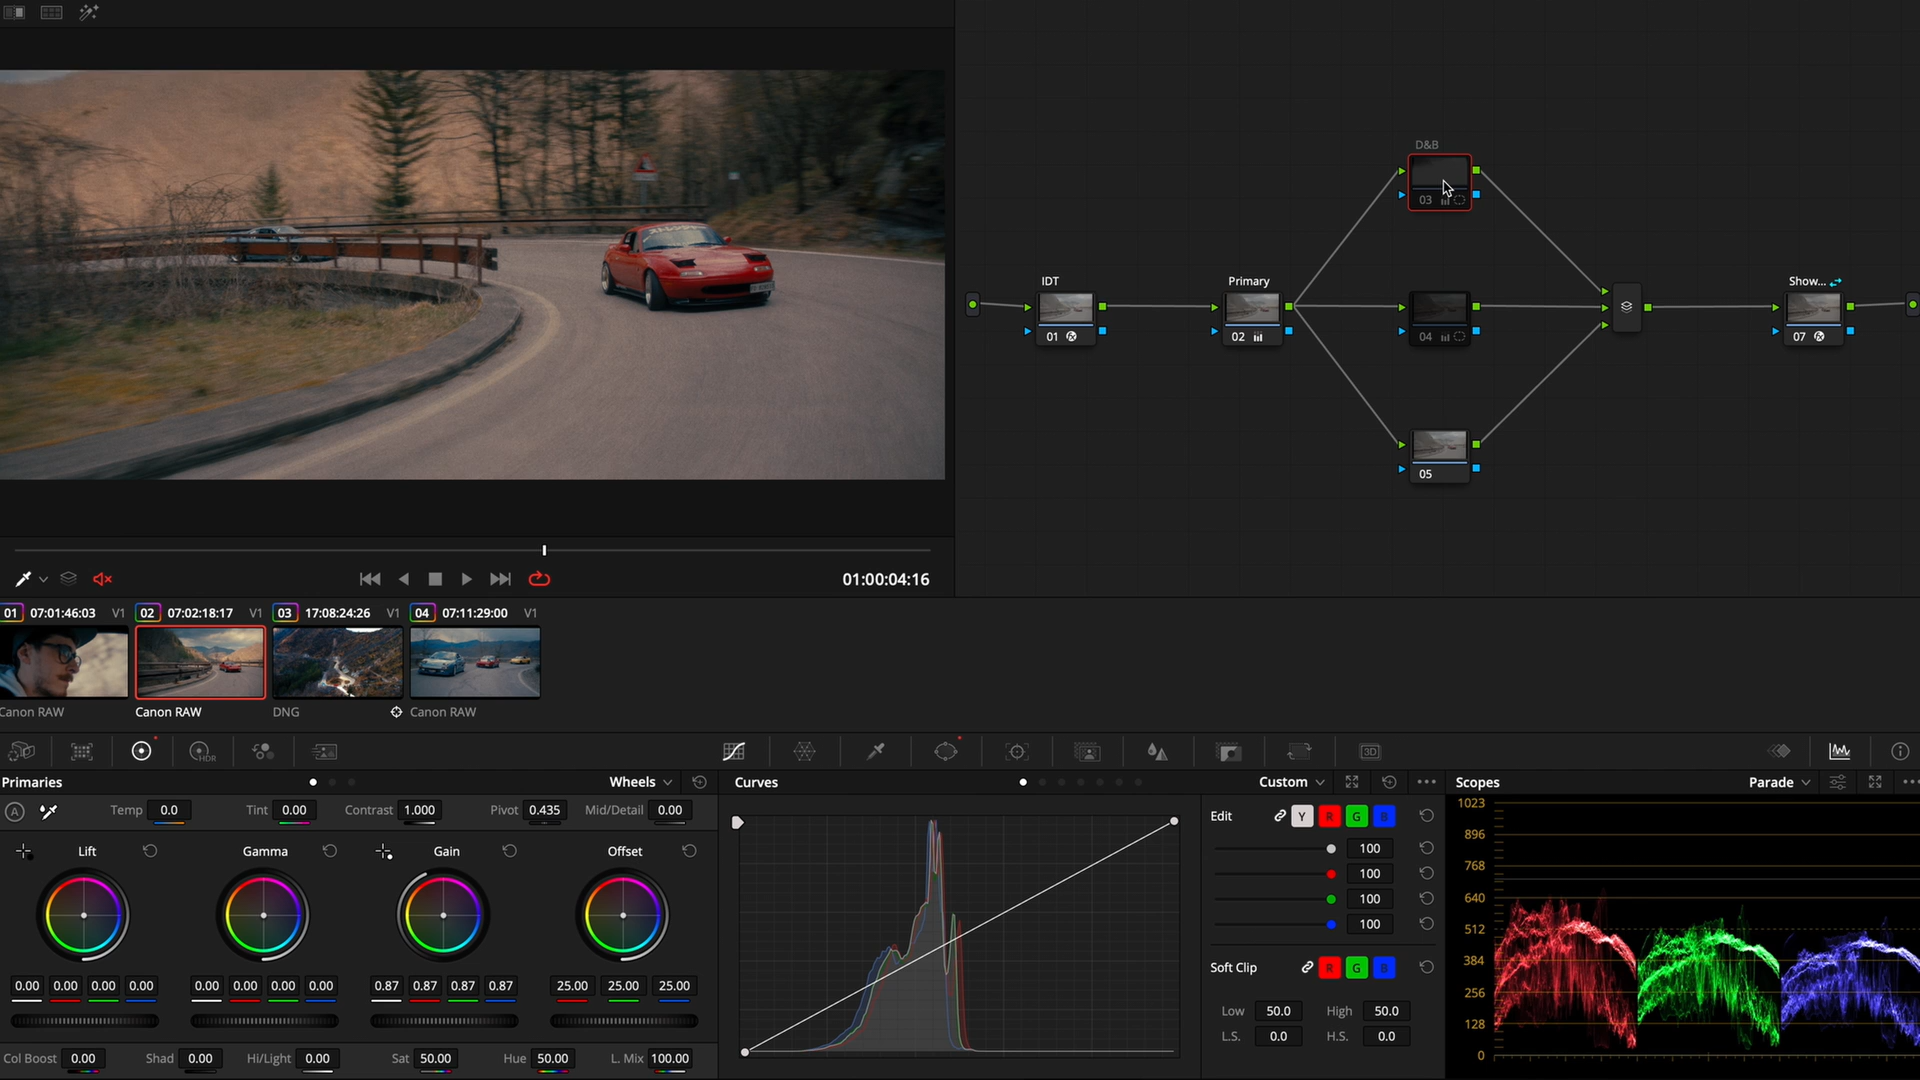 D&B
03
IDT
Primary
Show...
01
02
04
07
05
01:00:04:16
01 07:01:46:03 V1
02 07:02:18:17 V1
03 17:08:24:26 V1
04 07:11:29:00 V1
Canon RAW
Canon RAW
DNG
Canon RAW
HDR
3D
Primaries
Wheels
Curves
Custom
Scopes
Parade
A
Temp 0.0
Tint 0.00
Contrast 1.000
Pivot 0.435
Mid/Detail 0.00
Lift
Gamma
Gain
Offset
0.00 0.00 0.00 0.00
0.00 0.00 0.00 0.00
0.87 0.87 0.87 0.87
25.00 25.00 25.00
Col Boost 0.00
Shad 0.00
Hi/Light 0.00
Sat 50.00
Hue 50.00
L. Mix 100.00
Edit Y R G B
100
100
100
100
Soft Clip R G B
Low 50.0 High 50.0
L.S. 0.0 H.S. 0.0
1023
896
768
640
512
384
256
128
0